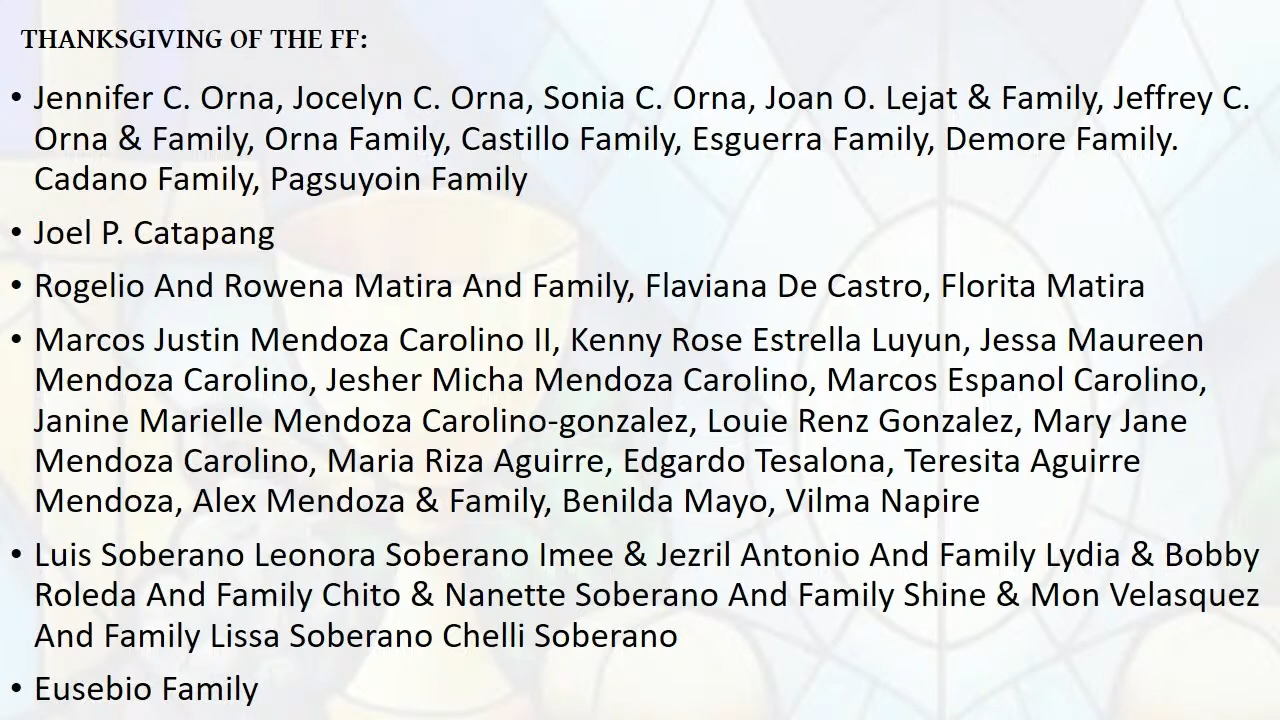 THANKSGIVING OF THE FF:
• Jennifer C. Orna, Jocelyn C. Orna, Sonia C. Orna, Joan O. Lejat & Family, Jeffrey C.
Orna & Family, Orna Family, Castillo Family, Esguerra Family, Demore Family.
Cadano Family, Pagsuyoin Family
• Joel P. Catapang
• Rogelio And Rowena Matira And Family, Flaviana De Castro, Florita Matira
• Marcos Justin Mendoza Carolino II, Kenny Rose Estrella Luyun, Jessa Maureen
Mendoza Carolino, Jesher Micha Mendoza Carolino, Marcos Espanol Carolino,
Janine Marielle Mendoza Carolino-gonzalez, Louie Renz Gonzalez, Mary Jane
Mendoza Carolino, Maria Riza Aguirre, Edgardo Tesalona, Teresita Aguirre
Mendoza, Alex Mendoza & Family, Benilda Mayo, Vilma Napire
• Luis Soberano Leonora Soberano Imee & Jezril Antonio And Family Lydia & Bobby
Roleda And Family Chito & Nanette Soberano And Family Shine & Mon Velasquez
And Family Lissa Soberano Chelli Soberano
• Eusebio Family